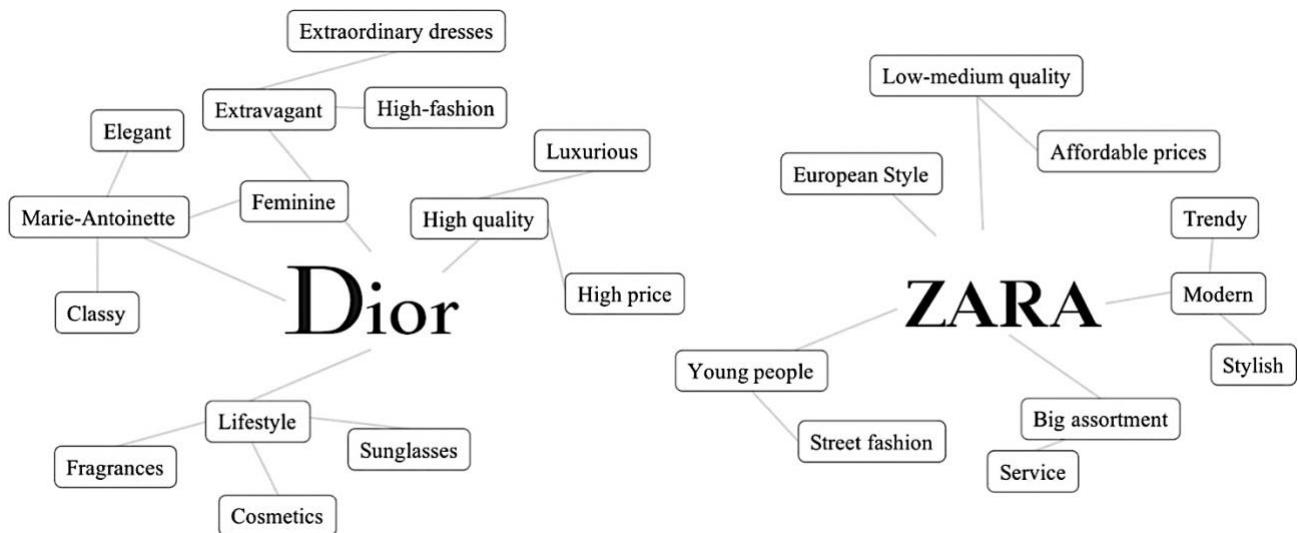 Extraordinary dresses
Extravagant
High-fashion
Elegant
Luxurious
Marie-Antoinette
Feminine
High quality
Classy
Dior
High price
Lifestyle
Fragrances
Sunglasses
Cosmetics
Low-medium quality
Affordable prices
European Style
Trendy
ZARA
Modern
Young people
Stylish
Big assortment
Street fashion
Service